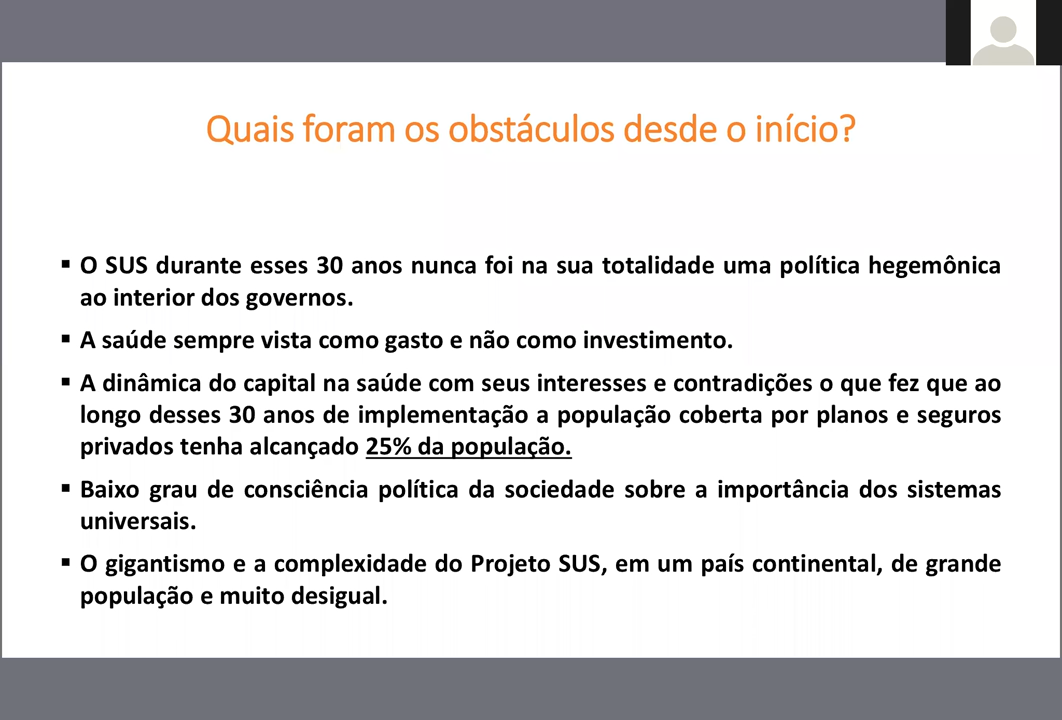 Quais foram os obstáculos desde o início?
▪ O SUS durante esses 30 anos nunca foi na sua totalidade uma política hegemônica
ao interior dos governos.
▪ A saúde sempre vista como gasto e não como investimento.
▪ A dinâmica do capital na saúde com seus interesses e contradições o que fez que ao
longo desses 30 anos de implementação a população coberta por planos e seguros
privados tenha alcançado 25% da população.
▪ Baixo grau de consciência política da sociedade sobre a importância dos sistemas
universais.
▪ O gigantismo e a complexidade do Projeto SUS, em um país continental, de grande
população e muito desigual.